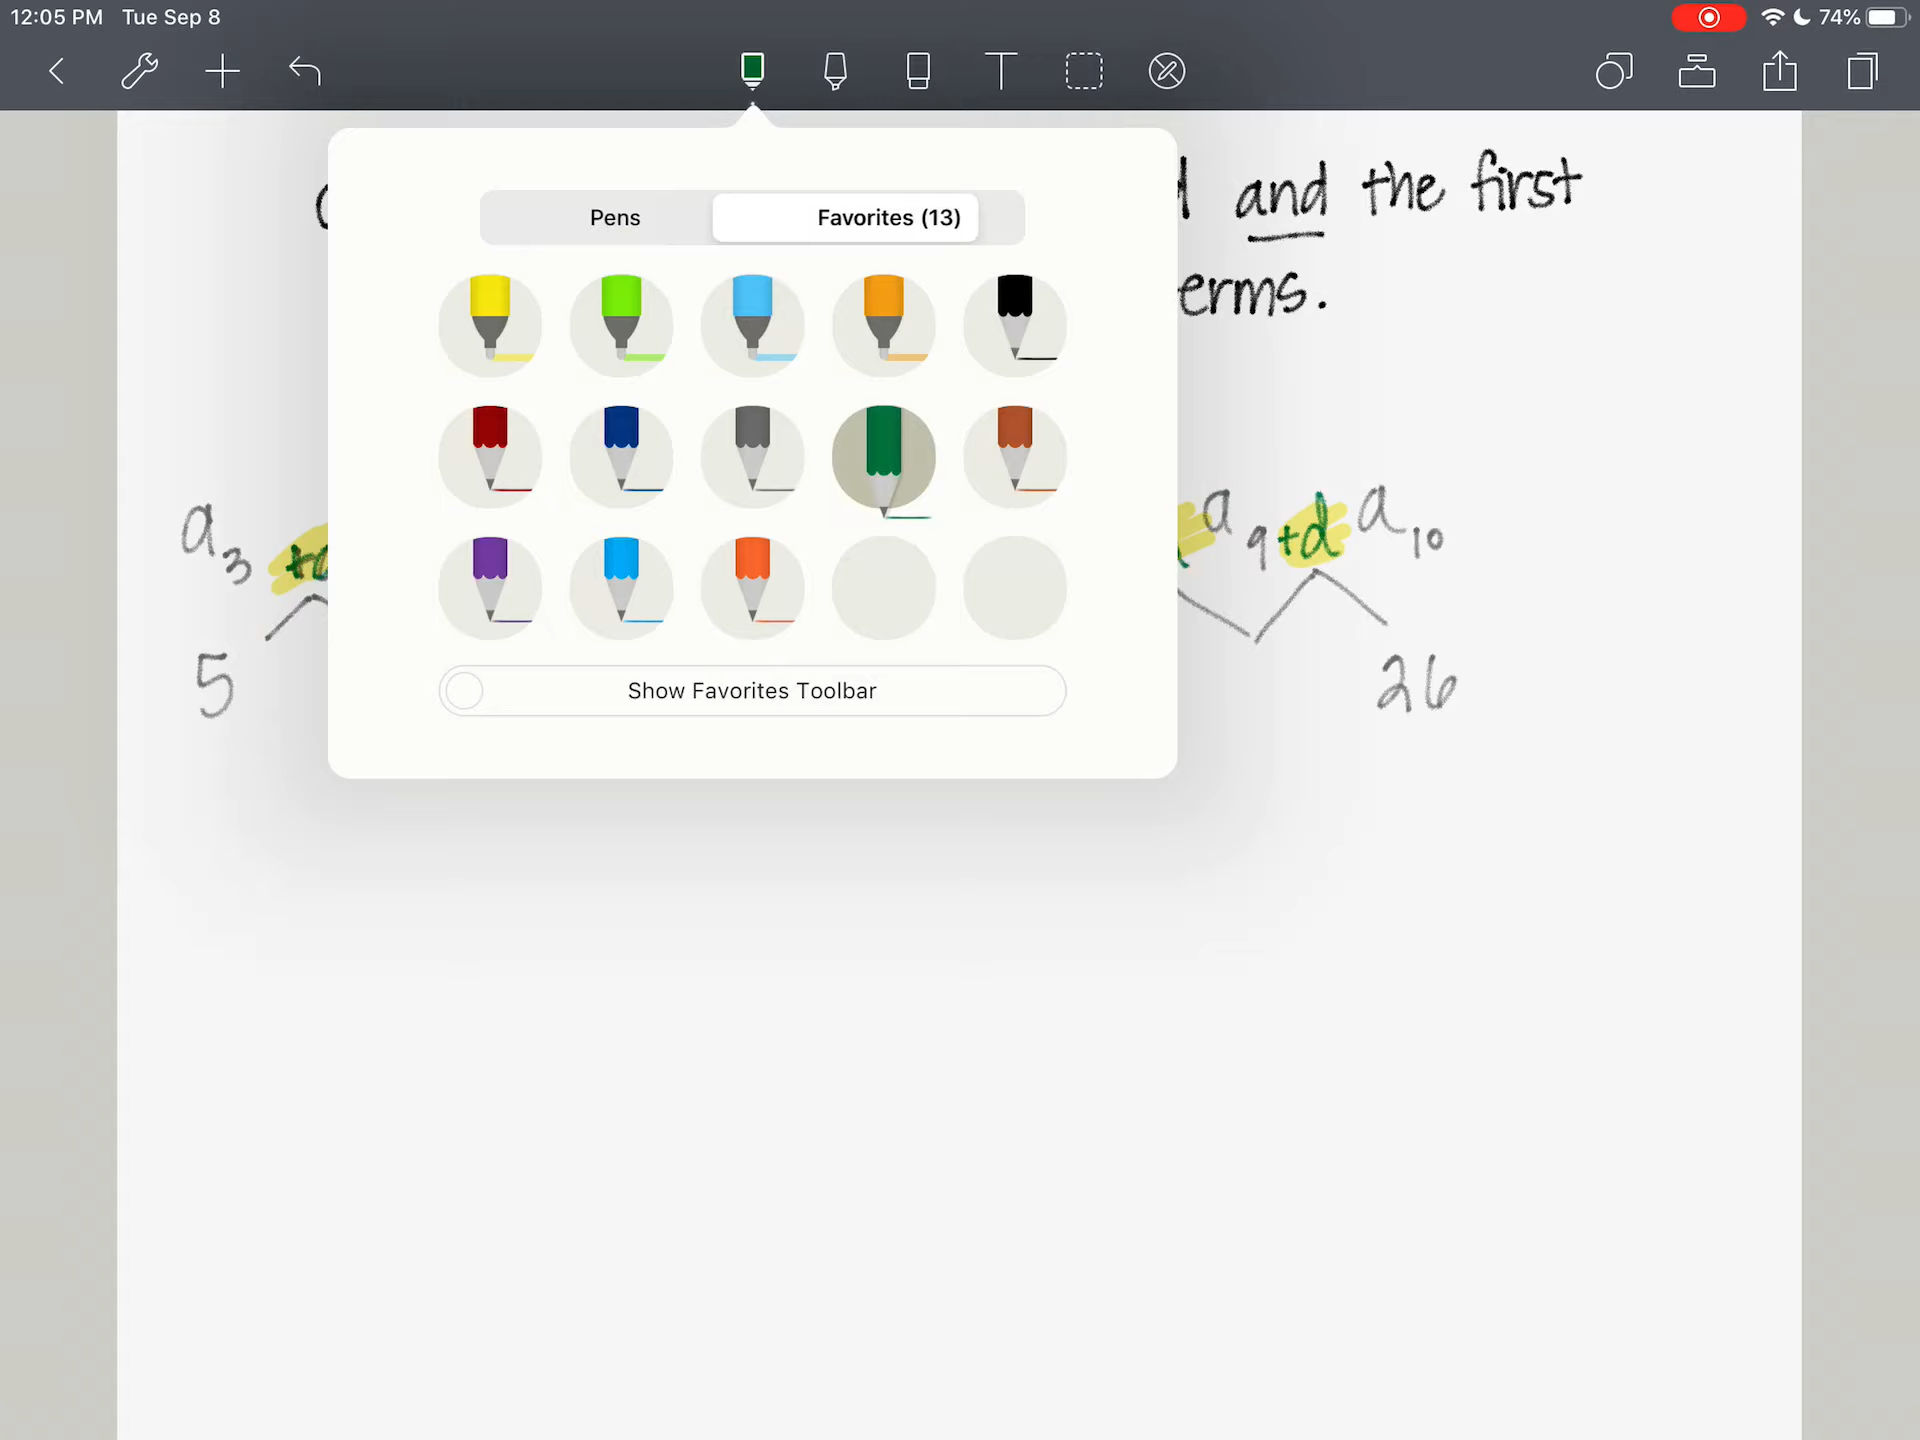 12:05 PM Tue Sep 8 74%
Pens Favorites (13)
and the first
erms.
a3 +d a9 +d a10
5 26
Show Favorites Toolbar